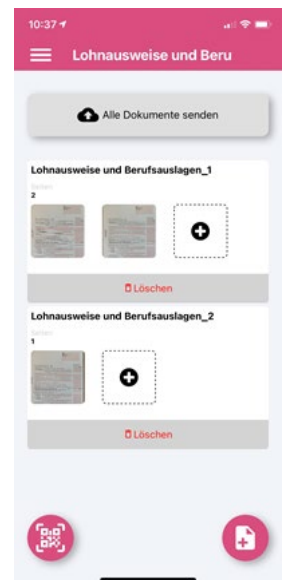 10:37
Lohnausweise und Beru
Alle Dokumente senden
Lohnausweise und Berufsauslagen_1
Seiten
2
Löschen
Lohnausweise und Berufsauslagen_2
Seiten
1
Löschen